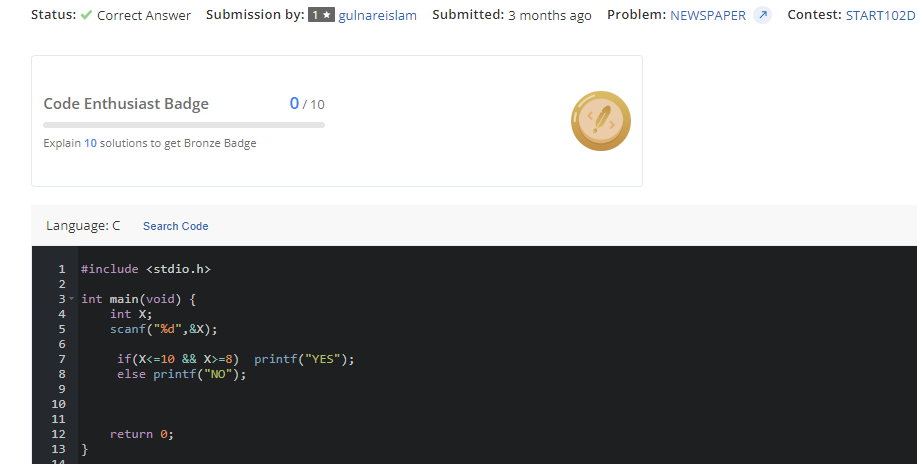 Status: ✓ Correct Answer Submission by: 1★ gulnareislam Submitted: 3 months ago Problem: NEWSPAPER Contest: START102D
Code Enthusiast Badge 0 / 10
Explain 10 solutions to get Bronze Badge
Language: C Search Code
1 #include <stdio.h>
2
3 int main(void) {
4 int X;
5 scanf("%d",&X);
6
7 if(X<=10 && X>=8) printf("YES");
8 else printf("NO");
9
10
11
12 return 0;
13 }
14